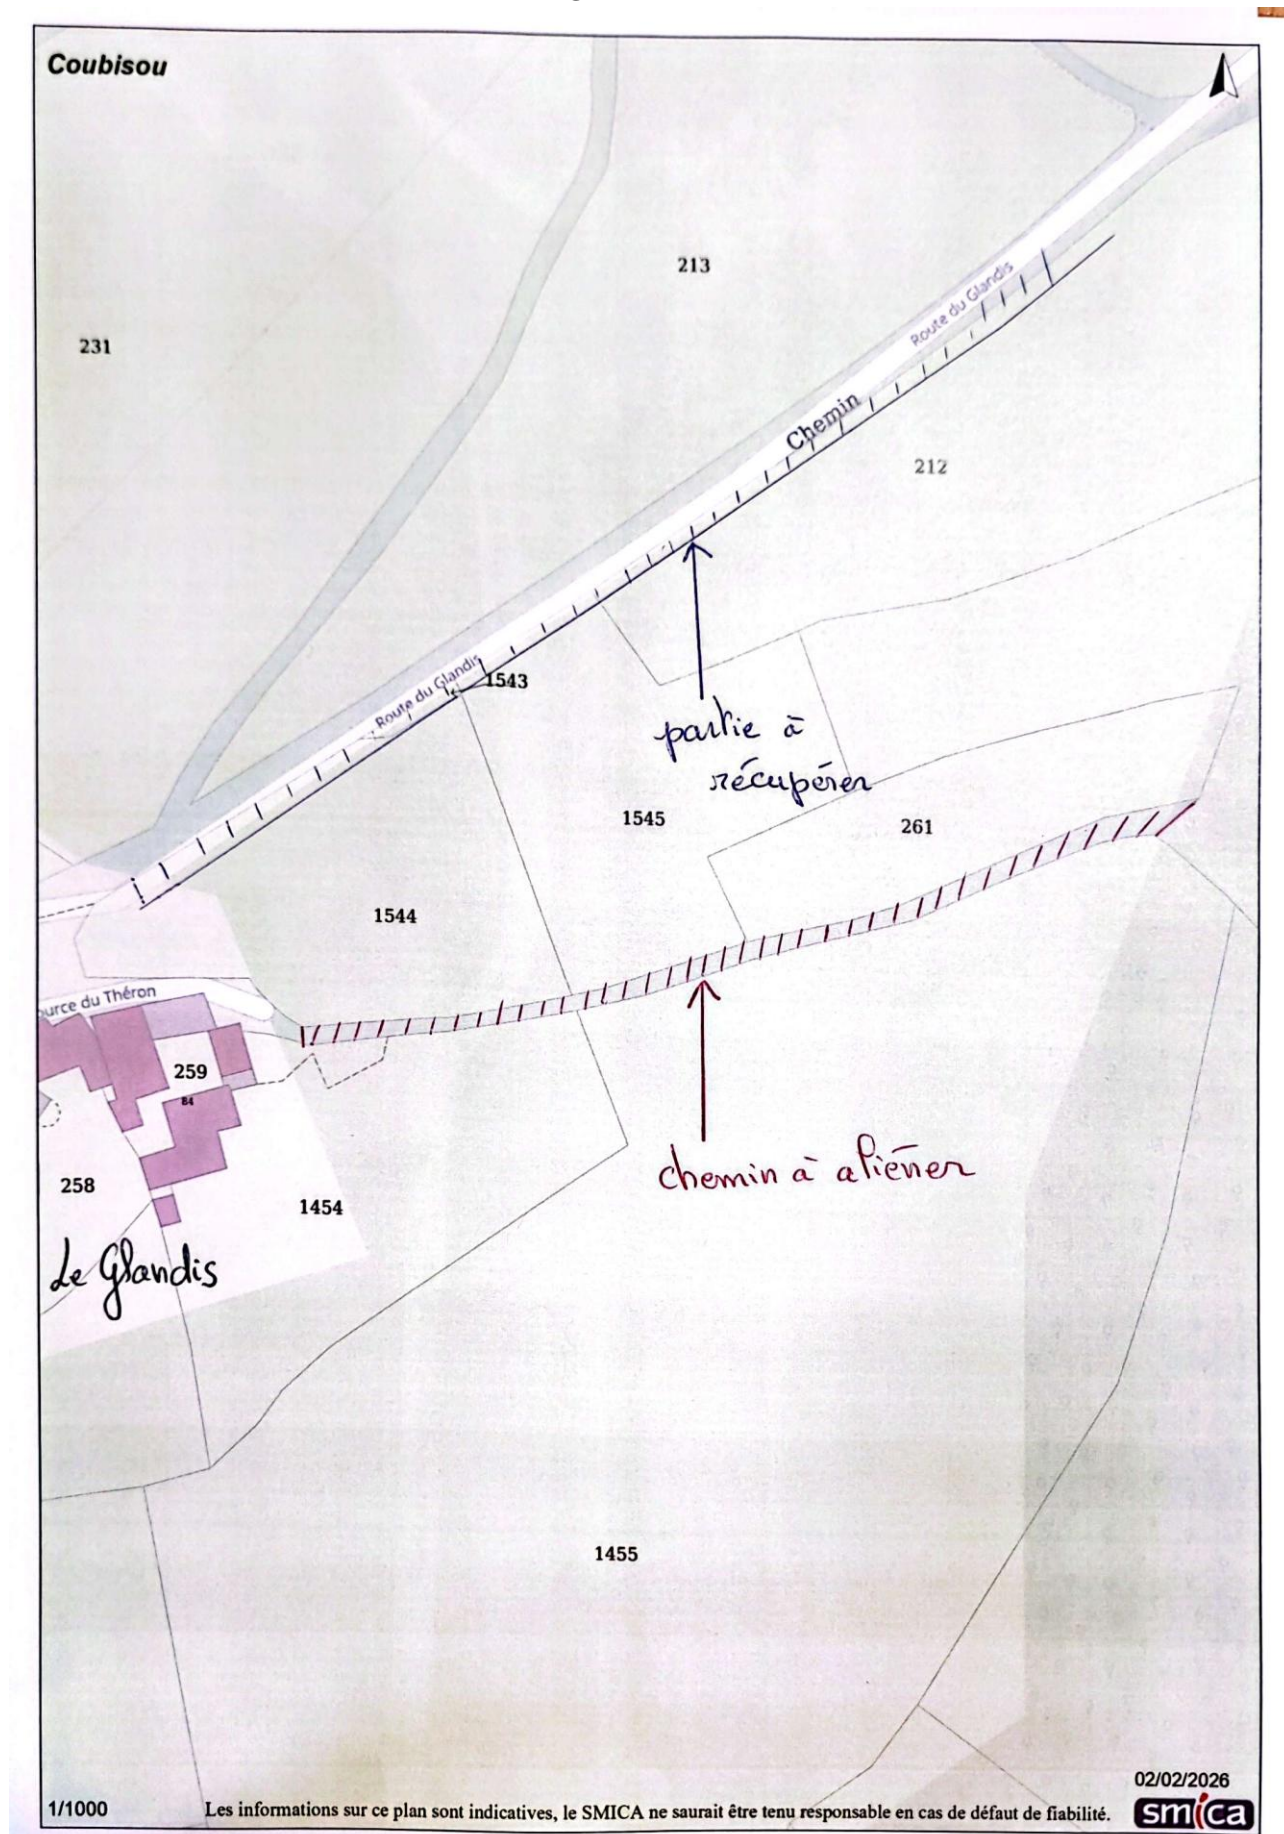 Coubisou
213
231
Route du Glandis
Chemin
212
Route du Glandis
1543
partie à
récupérer
1545
261
1544
urce du Théron
259
84
chemin à aliéner
258
1454
Le Glandis
1455
02/02/2026
1/1000
Les informations sur ce plan sont indicatives, le SMICA ne saurait être tenu responsable en cas de défaut de fiabilité.
smica